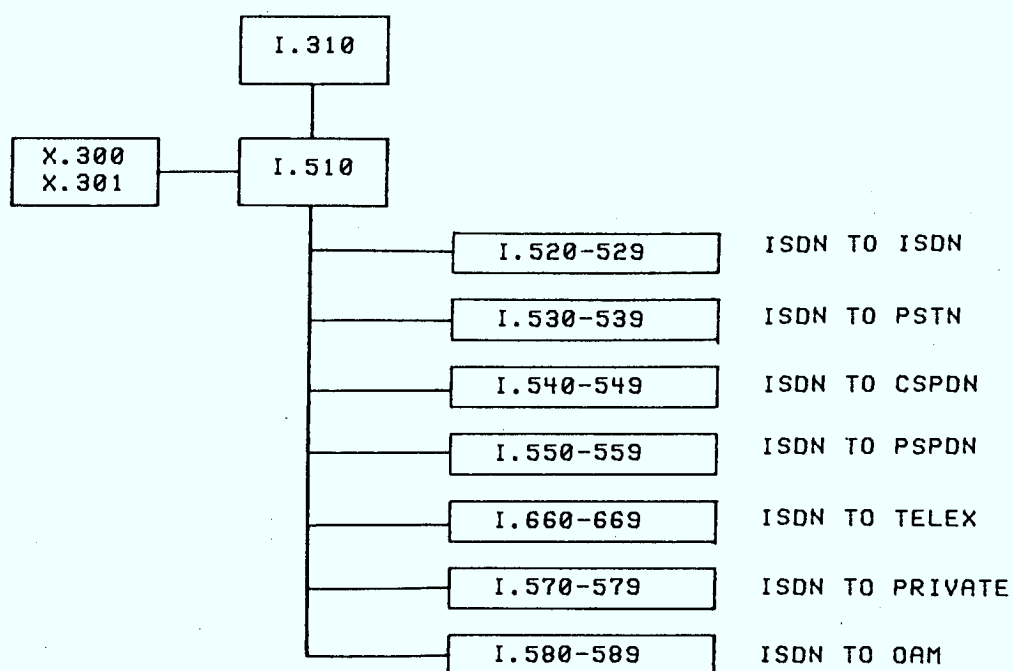 I.310
X.300
X.301
I.510
I.520-529 ISDN TO ISDN
I.530-539 ISDN TO PSTN
I.540-549 ISDN TO CSPDN
I.550-559 ISDN TO PSPDN
I.660-669 ISDN TO TELEX
I.570-579 ISDN TO PRIVATE
I.580-589 ISDN TO OAM